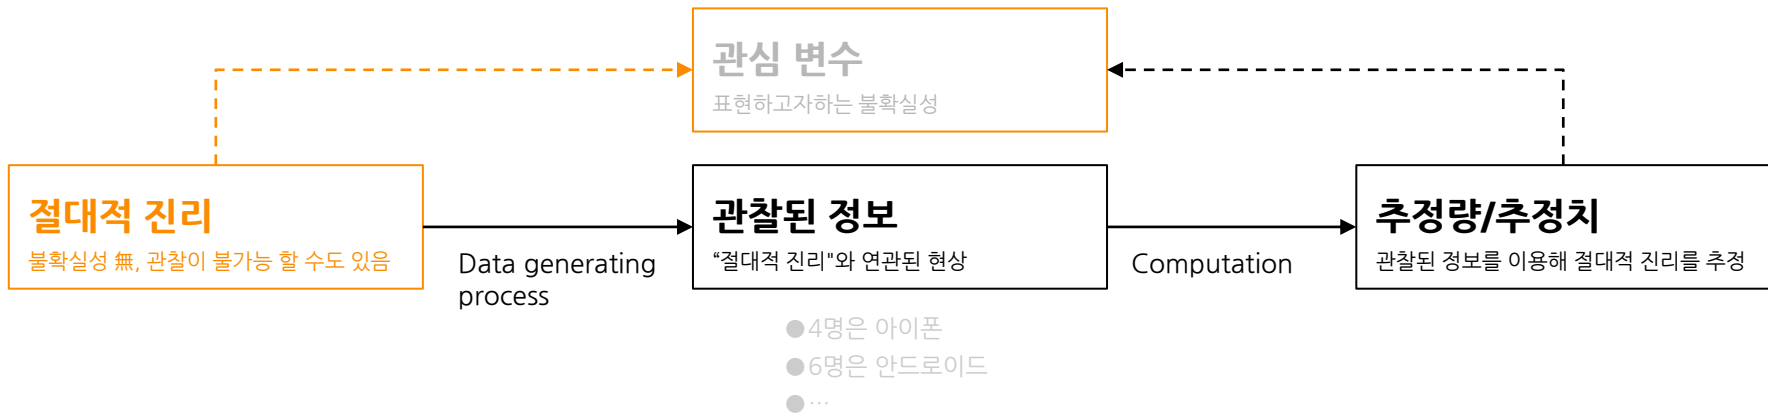 관심 변수
표현하고자하는 불확실성
절대적 진리
불확실성 無, 관찰이 불가능 할 수도 있음
Data generating
process
관찰된 정보
“절대적 진리"와 연관된 현상
Computation
추정량/추정치
관찰된 정보를 이용해 절대적 진리를 추정
●4명은 아이폰
●6명은 안드로이드
●…